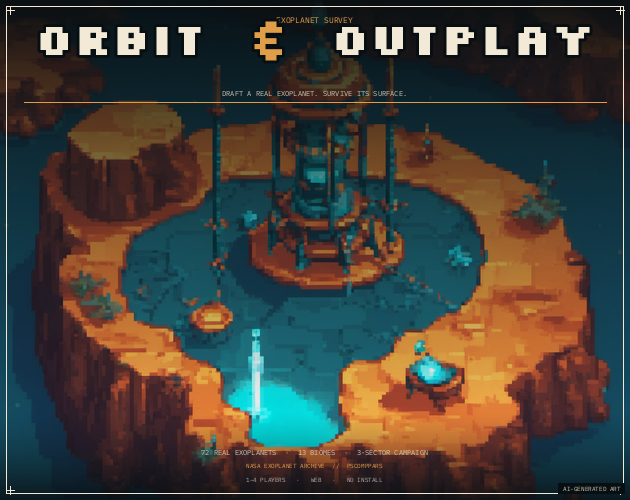 EXOPLANET SURVEY
ORBIT & OUTPLAY
DRAFT A REAL EXOPLANET. SURVIVE ITS SURFACE.
92 REAL EXOPLANETS · 13 BIOMES · 3-SECTOR CAMPAIGN
NASA EXOPLANET ARCHIVE // PSCOMPPARS
1-4 PLAYERS · WEB · NO INSTALL
AI-GENERATED ART